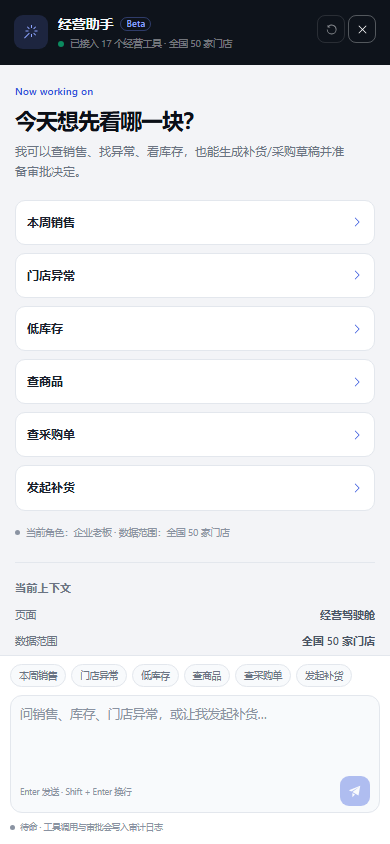 经营助手 Beta
已接入 17 个经营工具 · 全国 50 家门店
Now working on
今天想先看哪一块?
我可以查销售、找异常、看库存，也能生成补货/采购草稿并准
备审批决定。
本周销售
门店异常
低库存
查商品
查采购单
发起补货
当前角色：企业老板 · 数据范围：全国 50 家门店
当前上下文
页面 经营驾驶舱
数据范围 全国 50 家门店
本周销售 门店异常 低库存 查商品 查采购单 发起补货
问销售、库存、门店异常，或让我发起补货...
Enter 发送 · Shift + Enter 换行
待命 · 工具调用与审批会写入审计日志